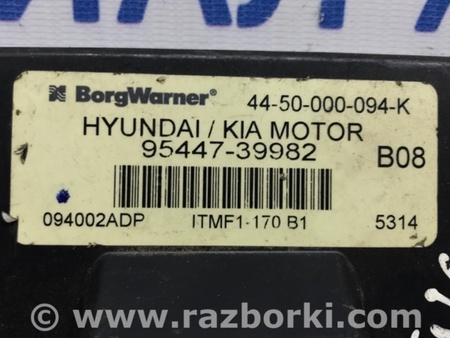 BorgWarner® 44-50-000-094-K
HYUNDAI / KIA MOTOR
95447-39982 B08
094002ADP ITMF1-170 B1 5314
© www.razborki.com